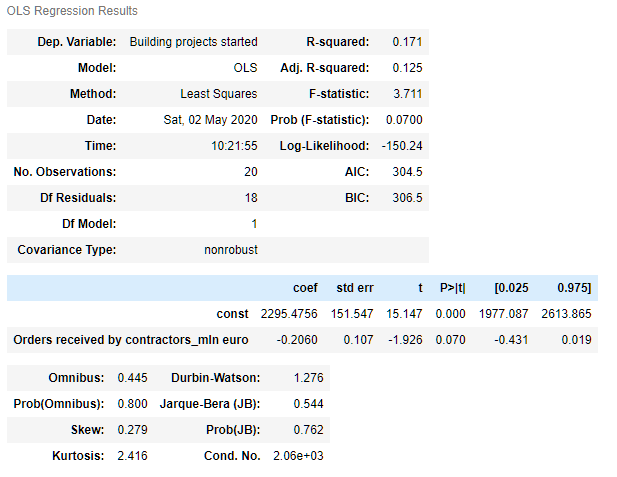 OLS Regression Results
Dep. Variable: Building projects started R-squared: 0.171
Model: OLS Adj. R-squared: 0.125
Method: Least Squares F-statistic: 3.711
Date: Sat, 02 May 2020 Prob (F-statistic): 0.0700
Time: 10:21:55 Log-Likelihood: -150.24
No. Observations: 20 AIC: 304.5
Df Residuals: 18 BIC: 306.5
Df Model: 1
Covariance Type: nonrobust
coef std err t P>|t| [0.025 0.975]
const 2295.4756 151.547 15.147 0.000 1977.087 2613.865
Orders received by contractors_mln euro -0.2060 0.107 -1.926 0.070 -0.431 0.019
Omnibus: 0.445 Durbin-Watson: 1.276
Prob(Omnibus): 0.800 Jarque-Bera (JB): 0.544
Skew: 0.279 Prob(JB): 0.762
Kurtosis: 2.416 Cond. No. 2.06e+03